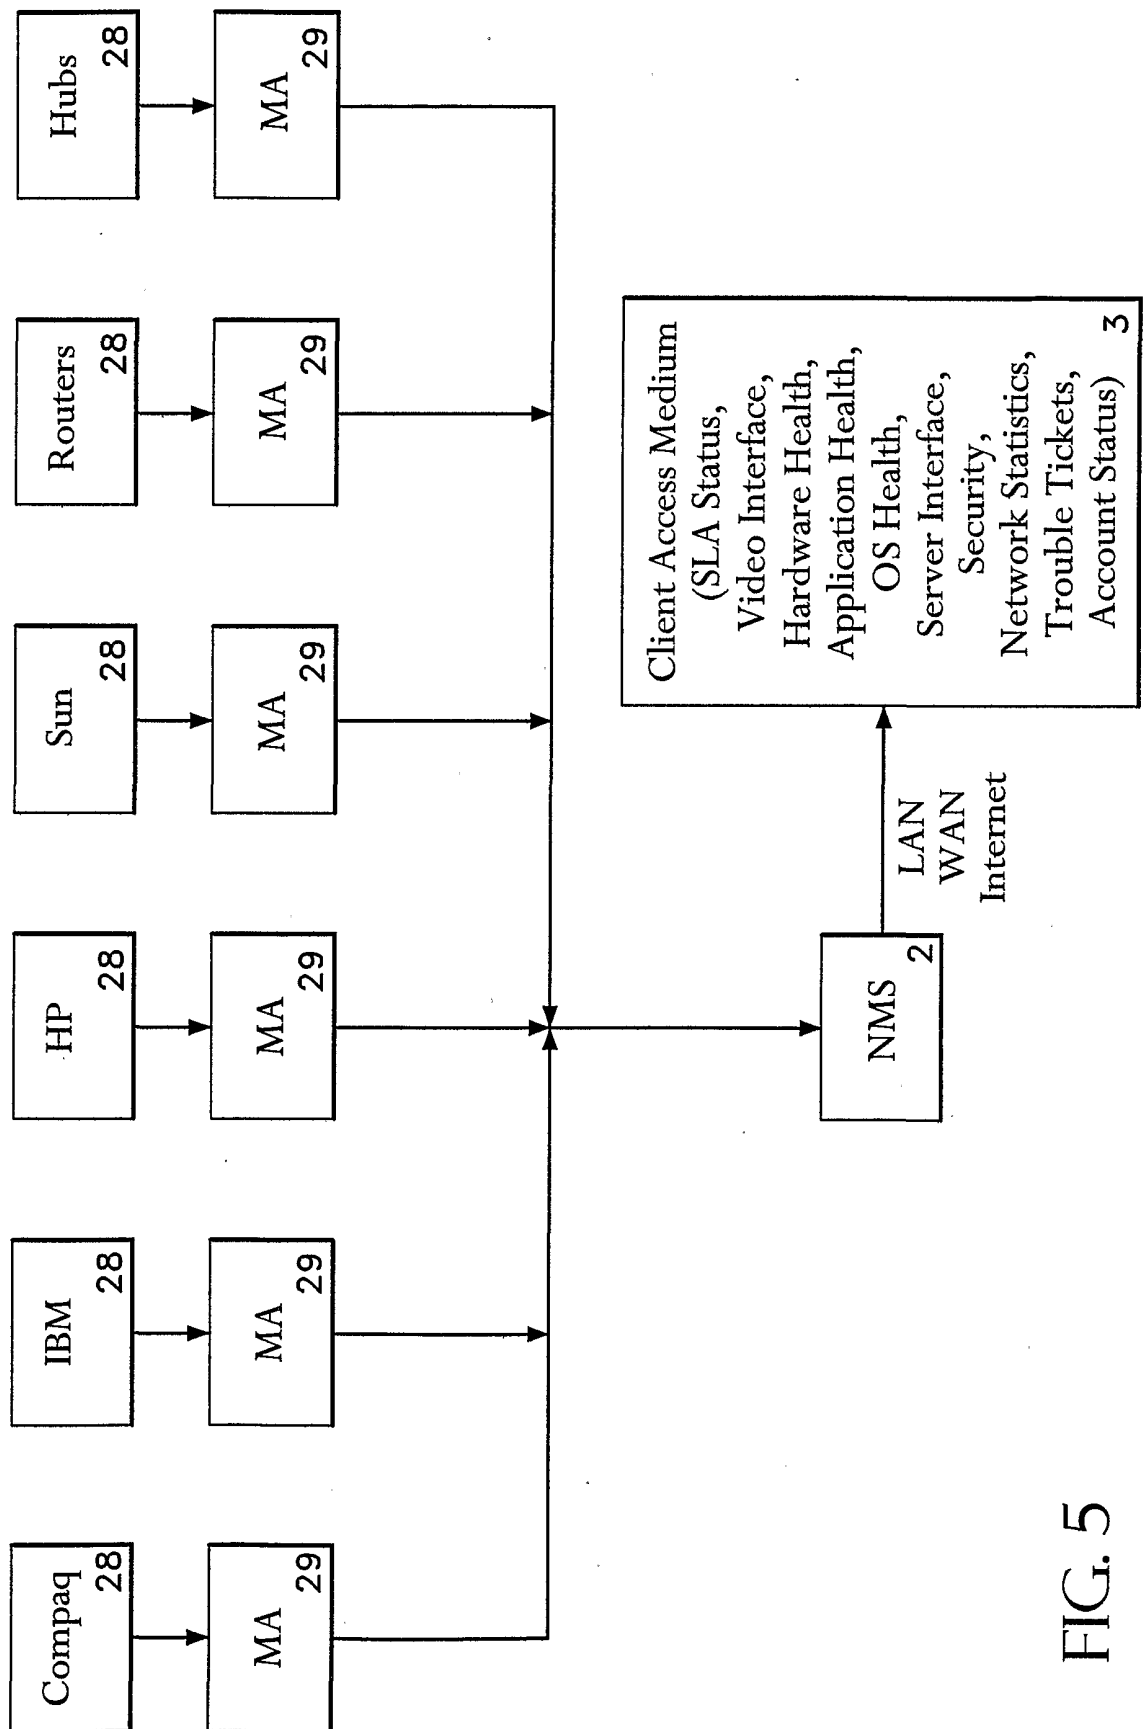 Compaq
28
IBM
28
HP
28
Sun
28
Routers
28
Hubs
28
MA
29
MA
29
MA
29
MA
29
MA
29
MA
29
NMS
2
LAN
WAN
Internet
Client Access Medium
(SLA Status,
Video Interface,
Hardware Health,
Application Health,
OS Health,
Server Interface,
Security,
Network Statistics,
Trouble Tickets,
Account Status)
3
FIG. 5